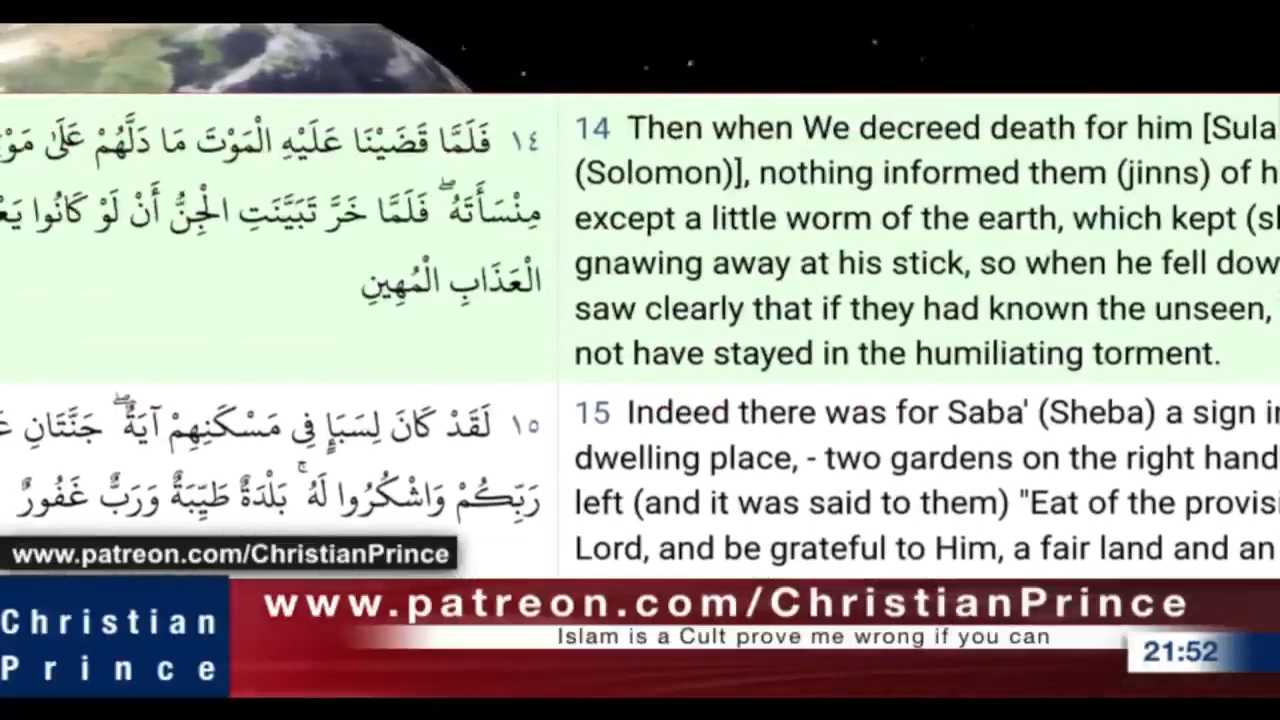 ١٤ فَلَمَّا قَضَيْنَا عَلَيْهِ الْمَوْتَ مَا دَلَّهُمْ عَلَىٰ
مِنْسَأَتَهُ ۖ فَلَمَّا خَرَّ تَبَيَّنَتِ الْجِنُّ أَنْ لَوْ كَانُوا
الْعَذَابِ الْمُهِينِ
14 Then when We decreed death for him [Sula
(Solomon)], nothing informed them (jinns) of h
except a little worm of the earth, which kept (sl
gnawing away at his stick, so when he fell dow
saw clearly that if they had known the unseen,
not have stayed in the humiliating torment.
١٥ لَقَدْ كَانَ لِسَبَإٍ فِي مَسْكَنِهِمْ آيَةٌ ۖ جَنَّتَانِ
رَبِّكُمْ وَاشْكُرُوا لَهُ ۚ بَلْدَةٌ طَيِّبَةٌ وَرَبٌّ غَفُورٌ
15 Indeed there was for Saba' (Sheba) a sign in
dwelling place, - two gardens on the right hand
left (and it was said to them) "Eat of the provisi
Lord, and be grateful to Him, a fair land and an
www.patreon.com/ChristianPrince
Christian
Prince
www.patreon.com/ChristianPrince
Islam is a Cult prove me wrong if you can
21:52